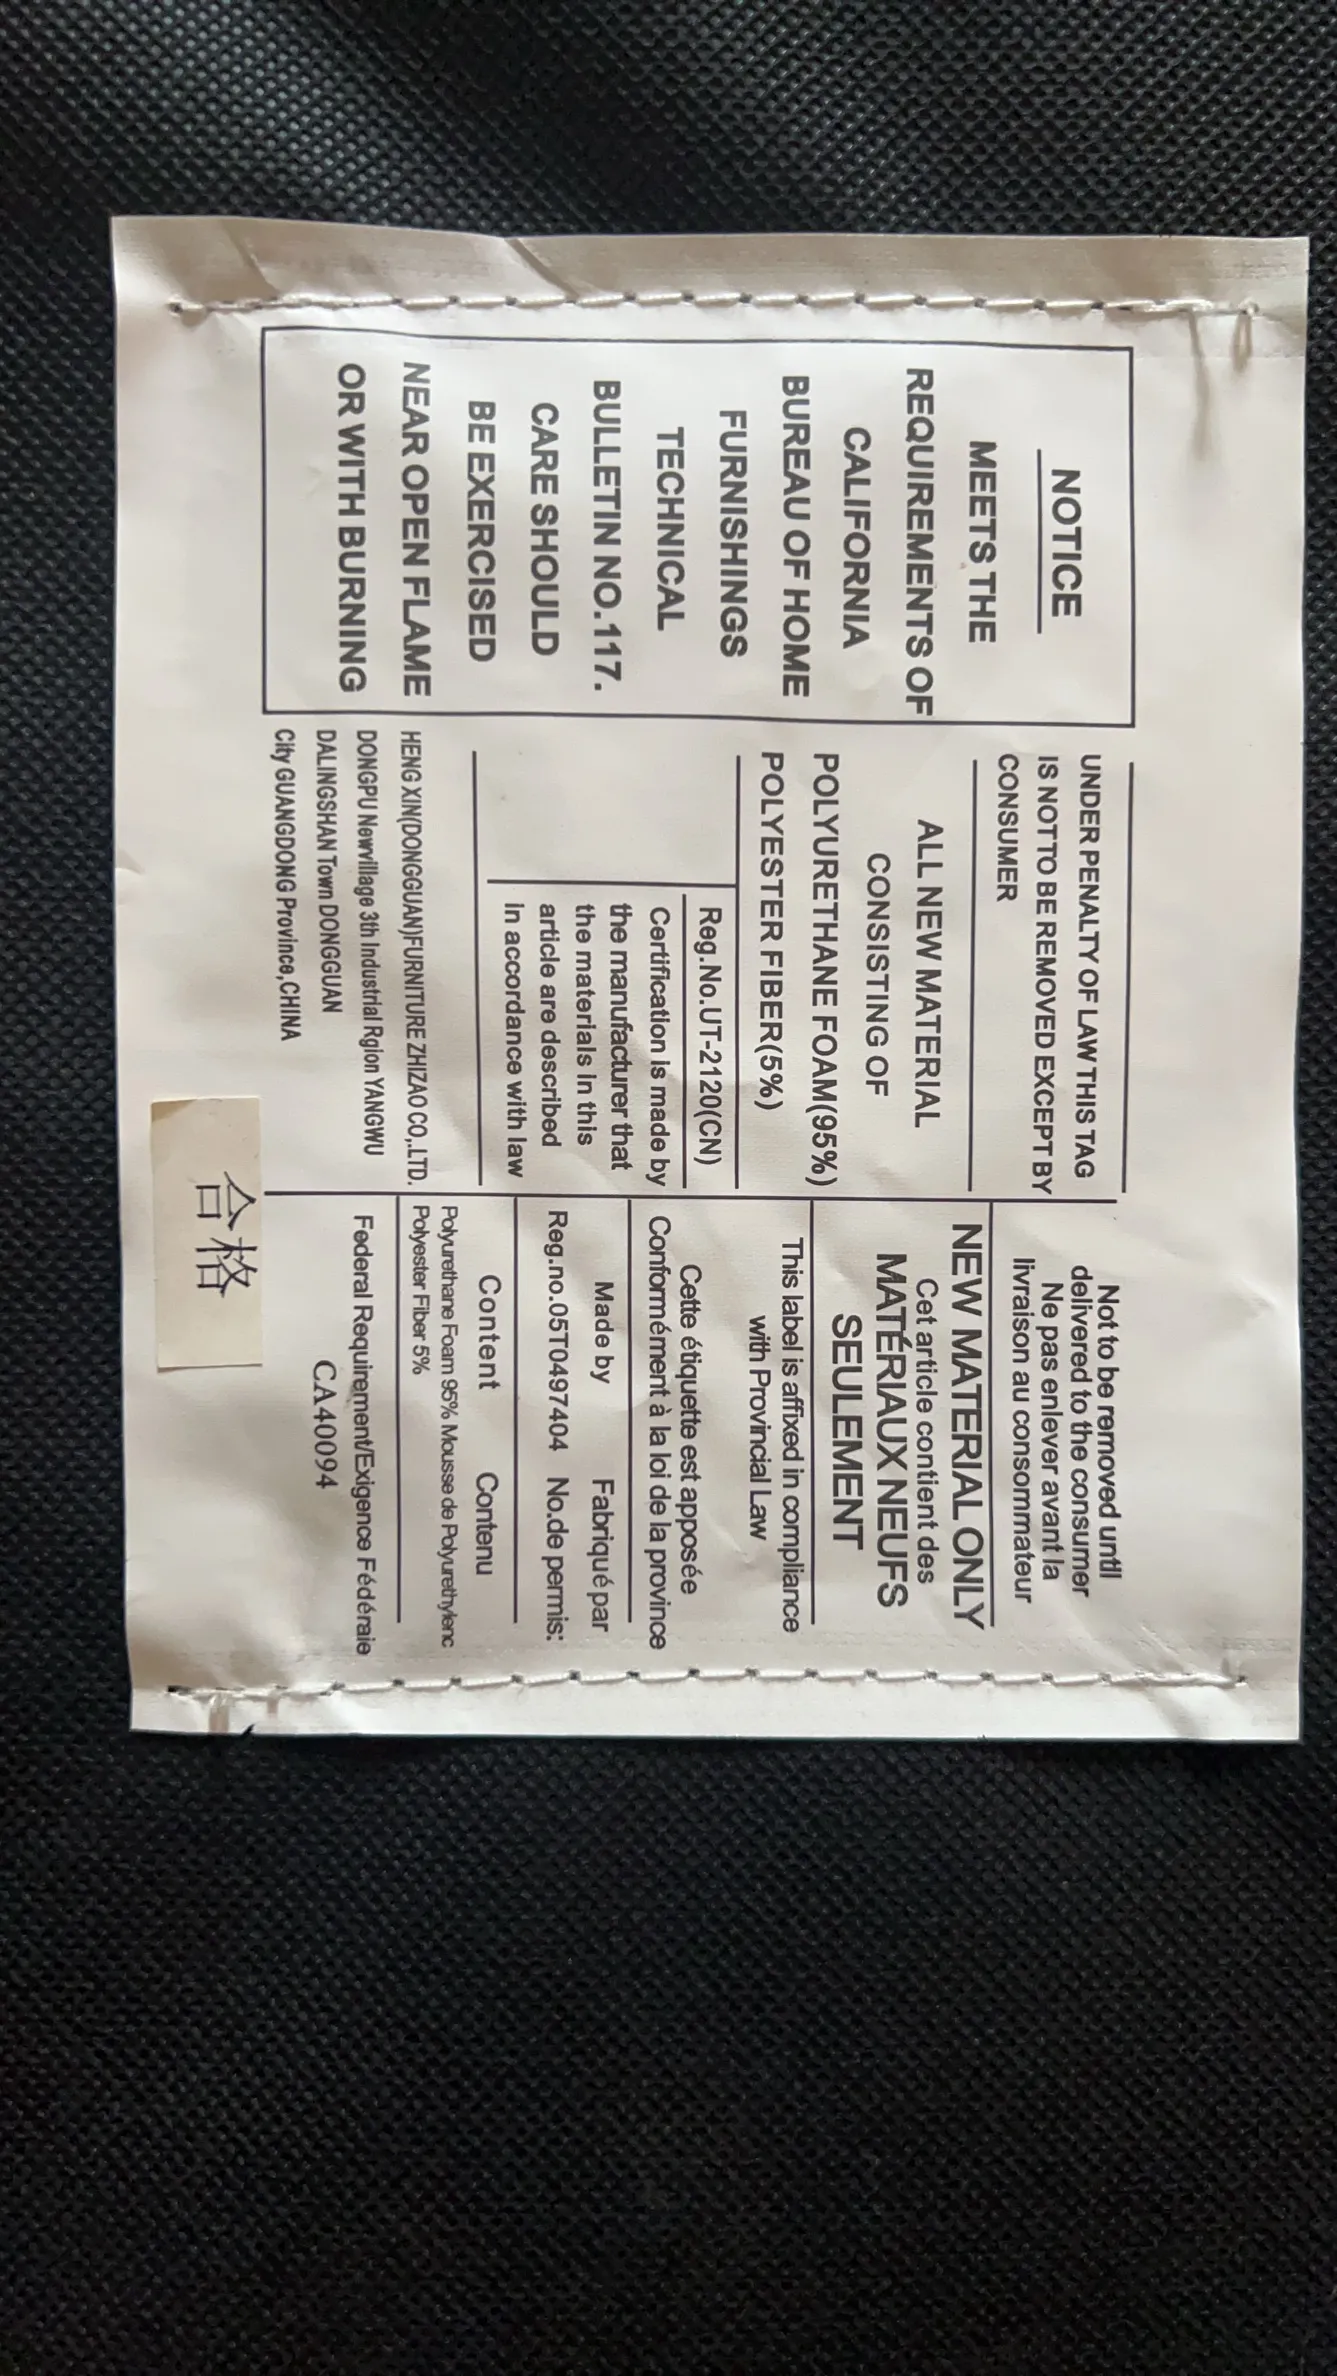 NOTICE
MEETS THE
REQUIREMENTS OF
CALIFORNIA
BUREAU OF HOME
FURNISHINGS
TECHNICAL
BULLETIN NO.117.
CARE SHOULD
BE EXERCISED
NEAR OPEN FLAME
OR WITH BURNING
UNDER PENALTY OF LAW THIS TAG
IS NOT TO BE REMOVED EXCEPT BY
CONSUMER
ALL NEW MATERIAL
CONSISTING OF
POLYURETHANE FOAM(95%)
POLYESTER FIBER(5%)
Reg.No.UT-2120(CN)
Certification is made by
the manufacturer that
the materials in this
article are described
in accordance with law
HENG XIN(DONGGUAN)FURNITURE ZHIZAO CO,.LTD.
DONGPU Newvillage 3th Industrial Rgion YANGWU
DALINGSHAN Town DONGGUAN
City GUANGDONG Province,CHINA
Not to be removed until
delivered to the consumer
Ne pas enlever avant la
livraison au consommateur
NEW MATERIAL ONLY
Cet article contient des
MATÉRIAUX NEUFS
SEULEMENT
This label is affixed in compliance
with Provincial Law
Cette étiquette est apposée
Conformément à la loi de la province
Made by Fabriqué par
Reg.no.05T0497404 No.de permis:
Content Contenu
Polyurethane Foam 95% Mousse de Polyurethylenc
Polyester Fiber 5%
Federal Requirement/Exigence Fédéraie
CA40094
合格